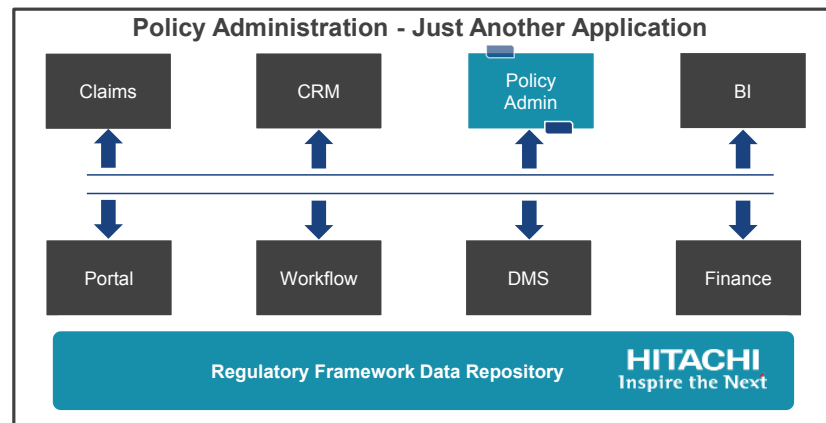 Policy Administration - Just Another Application
Claims
CRM
Policy
Admin
BI
Portal
Workflow
DMS
Finance
Regulatory Framework Data Repository
HITACHI
Inspire the Next